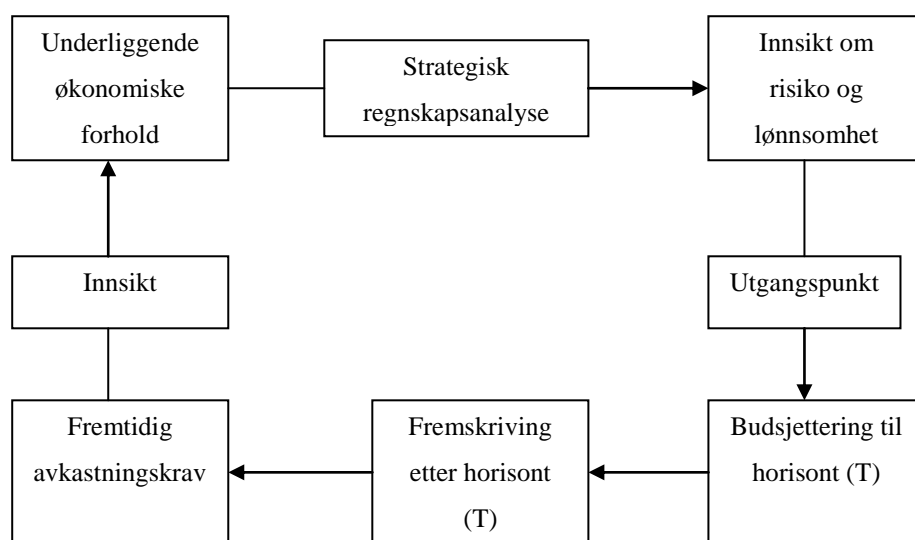 Underliggende
økonomiske
forhold
Strategisk
regnskapsanalyse
Innsikt om
risiko og
lønnsomhet
Innsikt
Utgangspunkt
Fremtidig
avkastningskrav
Fremskriving
etter horisont
(T)
Budsjettering til
horisont (T)